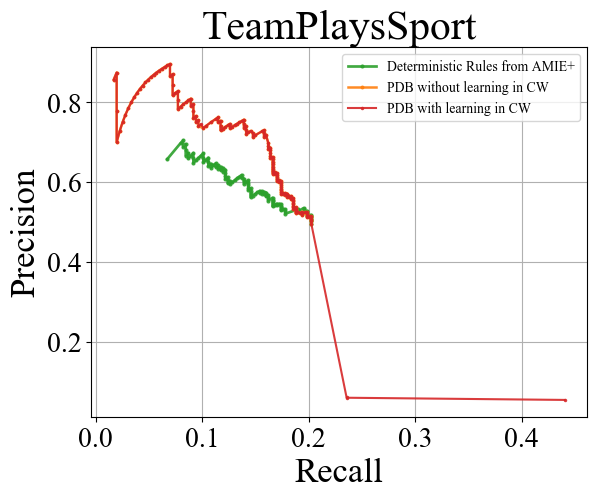 TeamPlaysSport
Deterministic Rules from AMIE+
PDB without learning in CW
PDB with learning in CW
Precision
0.8
0.6
0.4
0.2
0.0 0.1 0.2 0.3 0.4
Recall